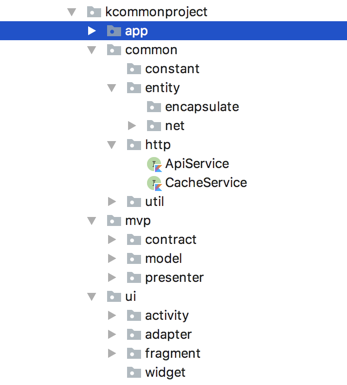 kcommonproject
app
common
constant
entity
encapsulate
net
http
ApiService
CacheService
util
mvp
contract
model
presenter
ui
activity
adapter
fragment
widget